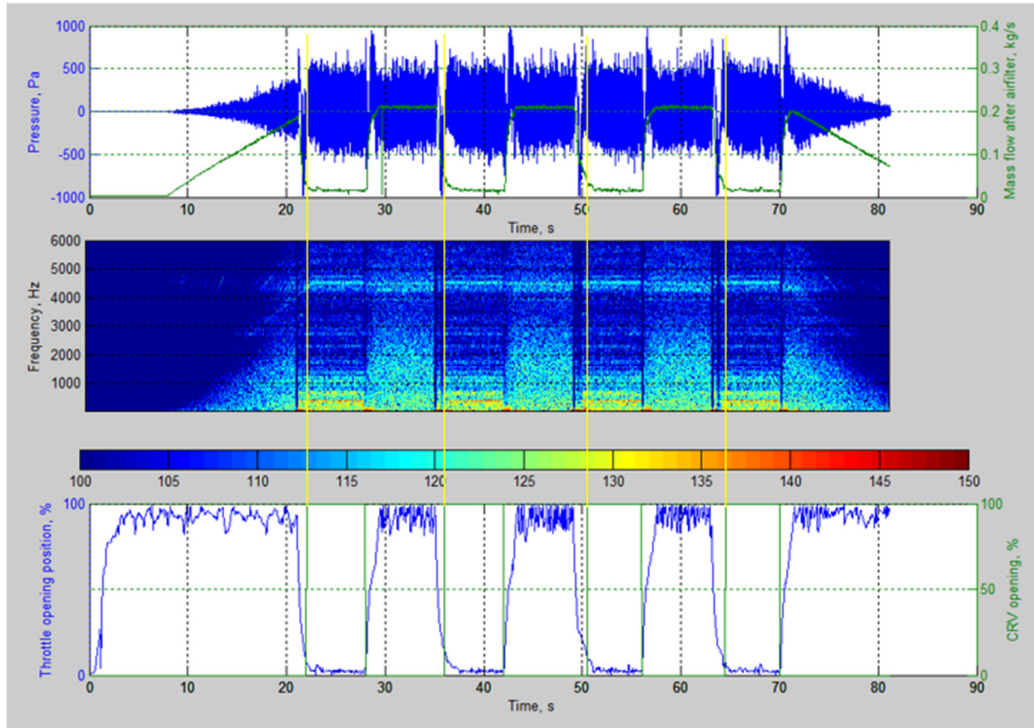 1000
500
0
-500
-1000
Pressure, Pa
0.4
0.3
0.2
0.1
0
Mass flow after airfilter, kg/s
0 10 20 30 40 50 60 70 80 90
Time, s
6000
5000
4000
3000
2000
1000
Frequency, Hz
100 105 110 115 120 125 130 135 140 145 150
100
50
0
Throttle opening position, %
100
50
0
CRV opening, %
0 10 20 30 40 50 60 70 80 90
Time, s